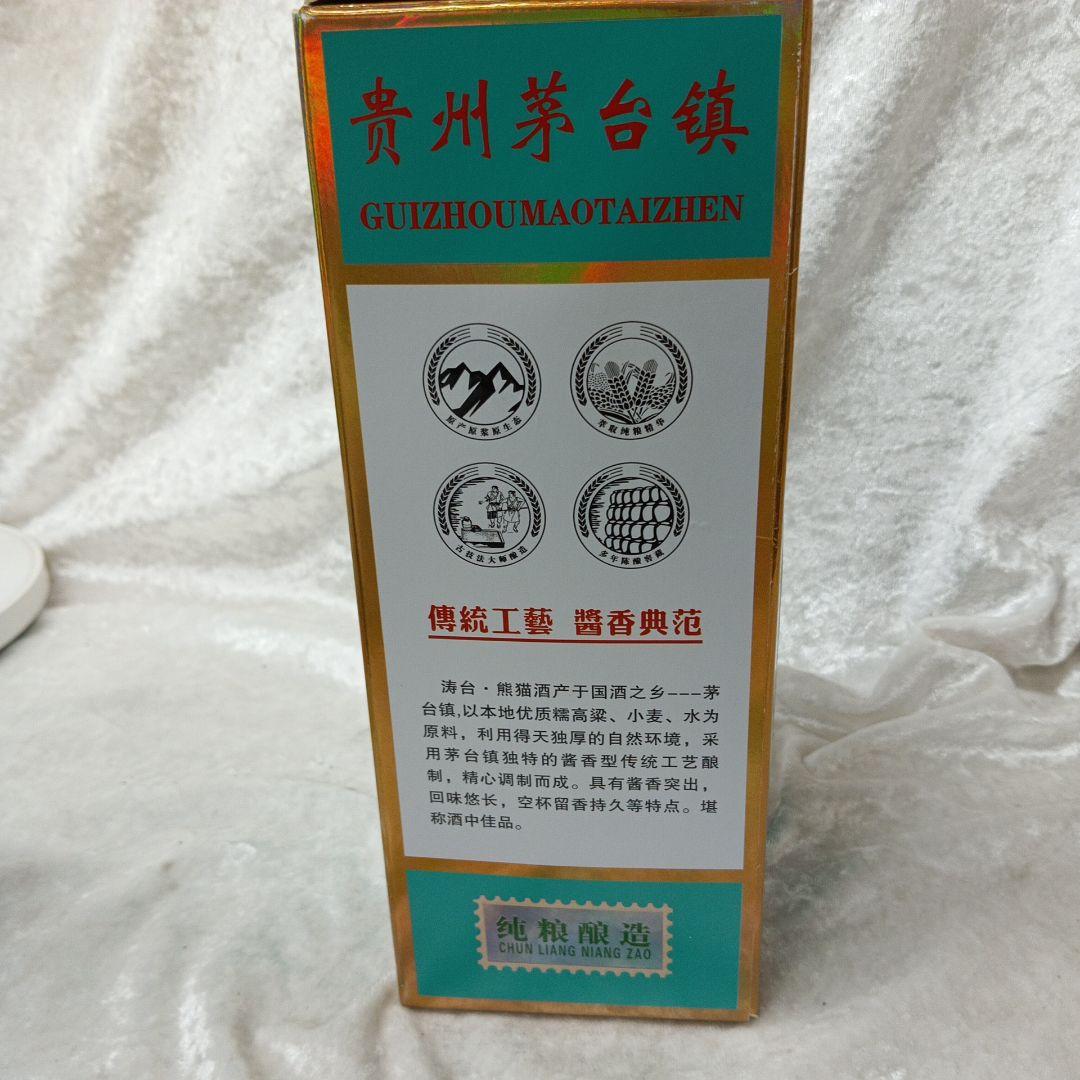 贵州茅台镇
GUIZHOUMAOTAIZHEN
原产原浆原生态
萃取纯粮精华
古技法大师酿造
多年陈酿窖藏
傳統工藝 醬香典范
涛台·熊猫酒产于国酒之乡---茅
台镇,以本地优质糯高粱、小麦、水为
原料，利用得天独厚的自然环境，采
用茅台镇独特的酱香型传统工艺酿
制，精心调制而成。具有酱香突出，
回味悠长，空杯留香持久等特点。堪
称酒中佳品。
纯粮酿造
CHUN LIANG NIANG ZAO